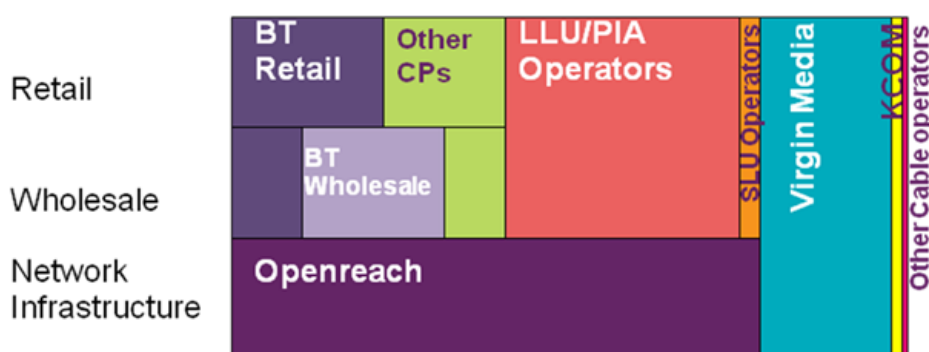 Retail
Wholesale
Network
Infrastructure
BT
Retail
Other
CPs
LLU/PIA
Operators
SLU Operators
Virgin Media
KCOM
Other Cable operators
BT
Wholesale
Openreach